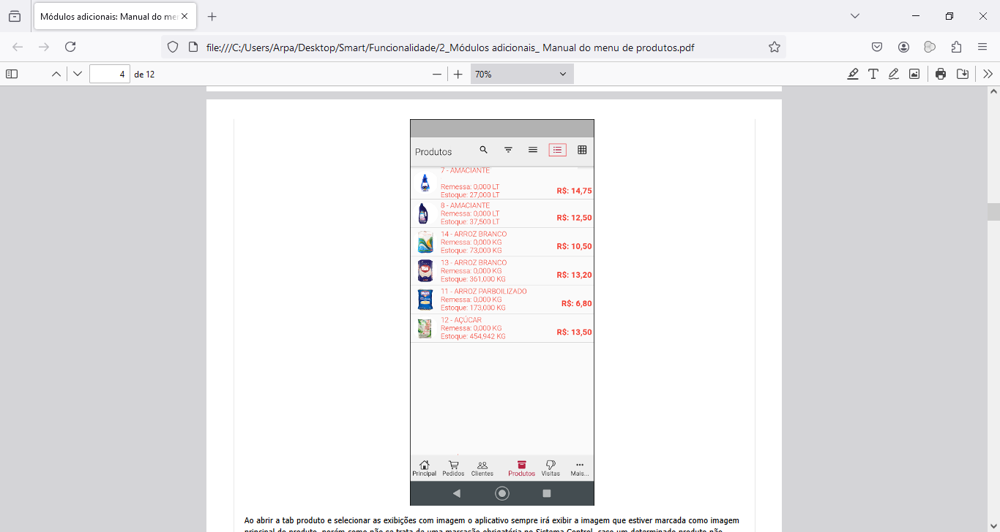 Módulos adicionais: Manual do me
file:///C:/Users/Arpa/Desktop/Smart/Funcionalidade/2_Módulos adicionais_ Manual do menu de produtos.pdf
4 de 12
70%
Produtos
7 - AMACIANTE
Remessa: 0,000 LT
Estoque: 27,000 LT
R$: 14,75
8 - AMACIANTE
Remessa: 0,000 LT
Estoque: 37,500 LT
R$: 12,50
14 - ARROZ BRANCO
Remessa: 0,000 KG
Estoque: 73,000 KG
R$: 10,50
13 - ARROZ BRANCO
Remessa: 0,000 KG
Estoque: 361,000 KG
R$: 13,20
11 - ARROZ PARBOILIZADO
Remessa: 0,000 KG
Estoque: 173,000 KG
R$: 6,80
12 - AÇÚCAR
Remessa: 0,000 KG
Estoque: 454,942 KG
R$: 13,50
Principal Pedidos Clientes Produtos Visitas Mais...
Ao abrir a tab produto e selecionar as exibições com imagem o aplicativo sempre irá exibir a imagem que estiver marcada como imagem
principal do produto, porém como não se trata de uma marcação obrigatória no Sistema Control, caso um determinado produto não